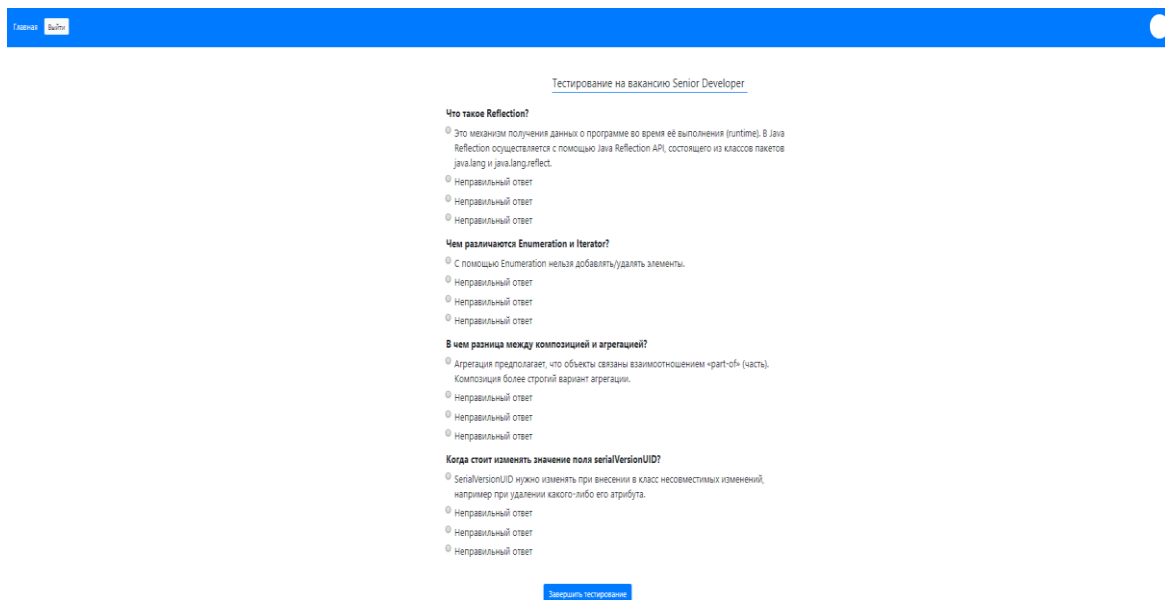 Главная Выйти
Тестирование на вакансию Senior Developer
Что такое Reflection?
Это механизм получения данных о программе во время её выполнения (runtime). В Java
Reflection осуществляется с помощью Java Reflection API, состоящего из классов пакетов
java.lang и java.lang.reflect.
Неправильный ответ
Неправильный ответ
Неправильный ответ
Чем различаются Enumeration и Iterator?
С помощью Enumeration нельзя добавлять/удалять элементы.
Неправильный ответ
Неправильный ответ
Неправильный ответ
В чем разница между композицией и агрегацией?
Агрегация предполагает, что объекты связаны взаимоотношением «part-of» (часть).
Композиция более строгий вариант агрегации.
Неправильный ответ
Неправильный ответ
Неправильный ответ
Когда стоит изменять значение поля serialVersionUID?
SerialVersionUID нужно изменять при внесении в класс несовместимых изменений,
например при удалении какого-либо его атрибута.
Неправильный ответ
Неправильный ответ
Неправильный ответ
Завершить тестирование